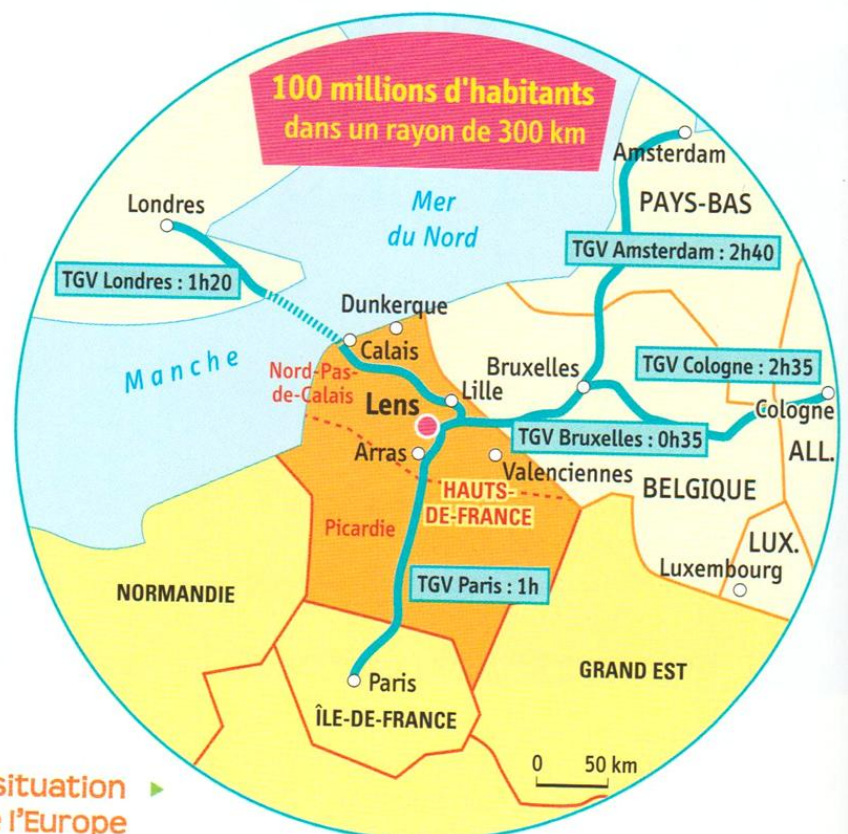 100 millions d'habitants
dans un rayon de 300 km
Amsterdam
PAYS-BAS
Londres
Mer
du Nord
TGV Amsterdam : 2h40
TGV Londres : 1h20
Dunkerque
Calais
Manche
Nord-Pas-
de-Calais
Bruxelles
TGV Cologne : 2h35
Lille
Lens
Cologne
TGV Bruxelles : 0h35
Arras
Valenciennes
ALL.
HAUTS-
DE-FRANCE
BELGIQUE
Picardie
LUX.
Luxembourg
NORMANDIE
TGV Paris : 1h
Paris
GRAND EST
ÎLE-DE-FRANCE
0 50 km
situation
l'Europe